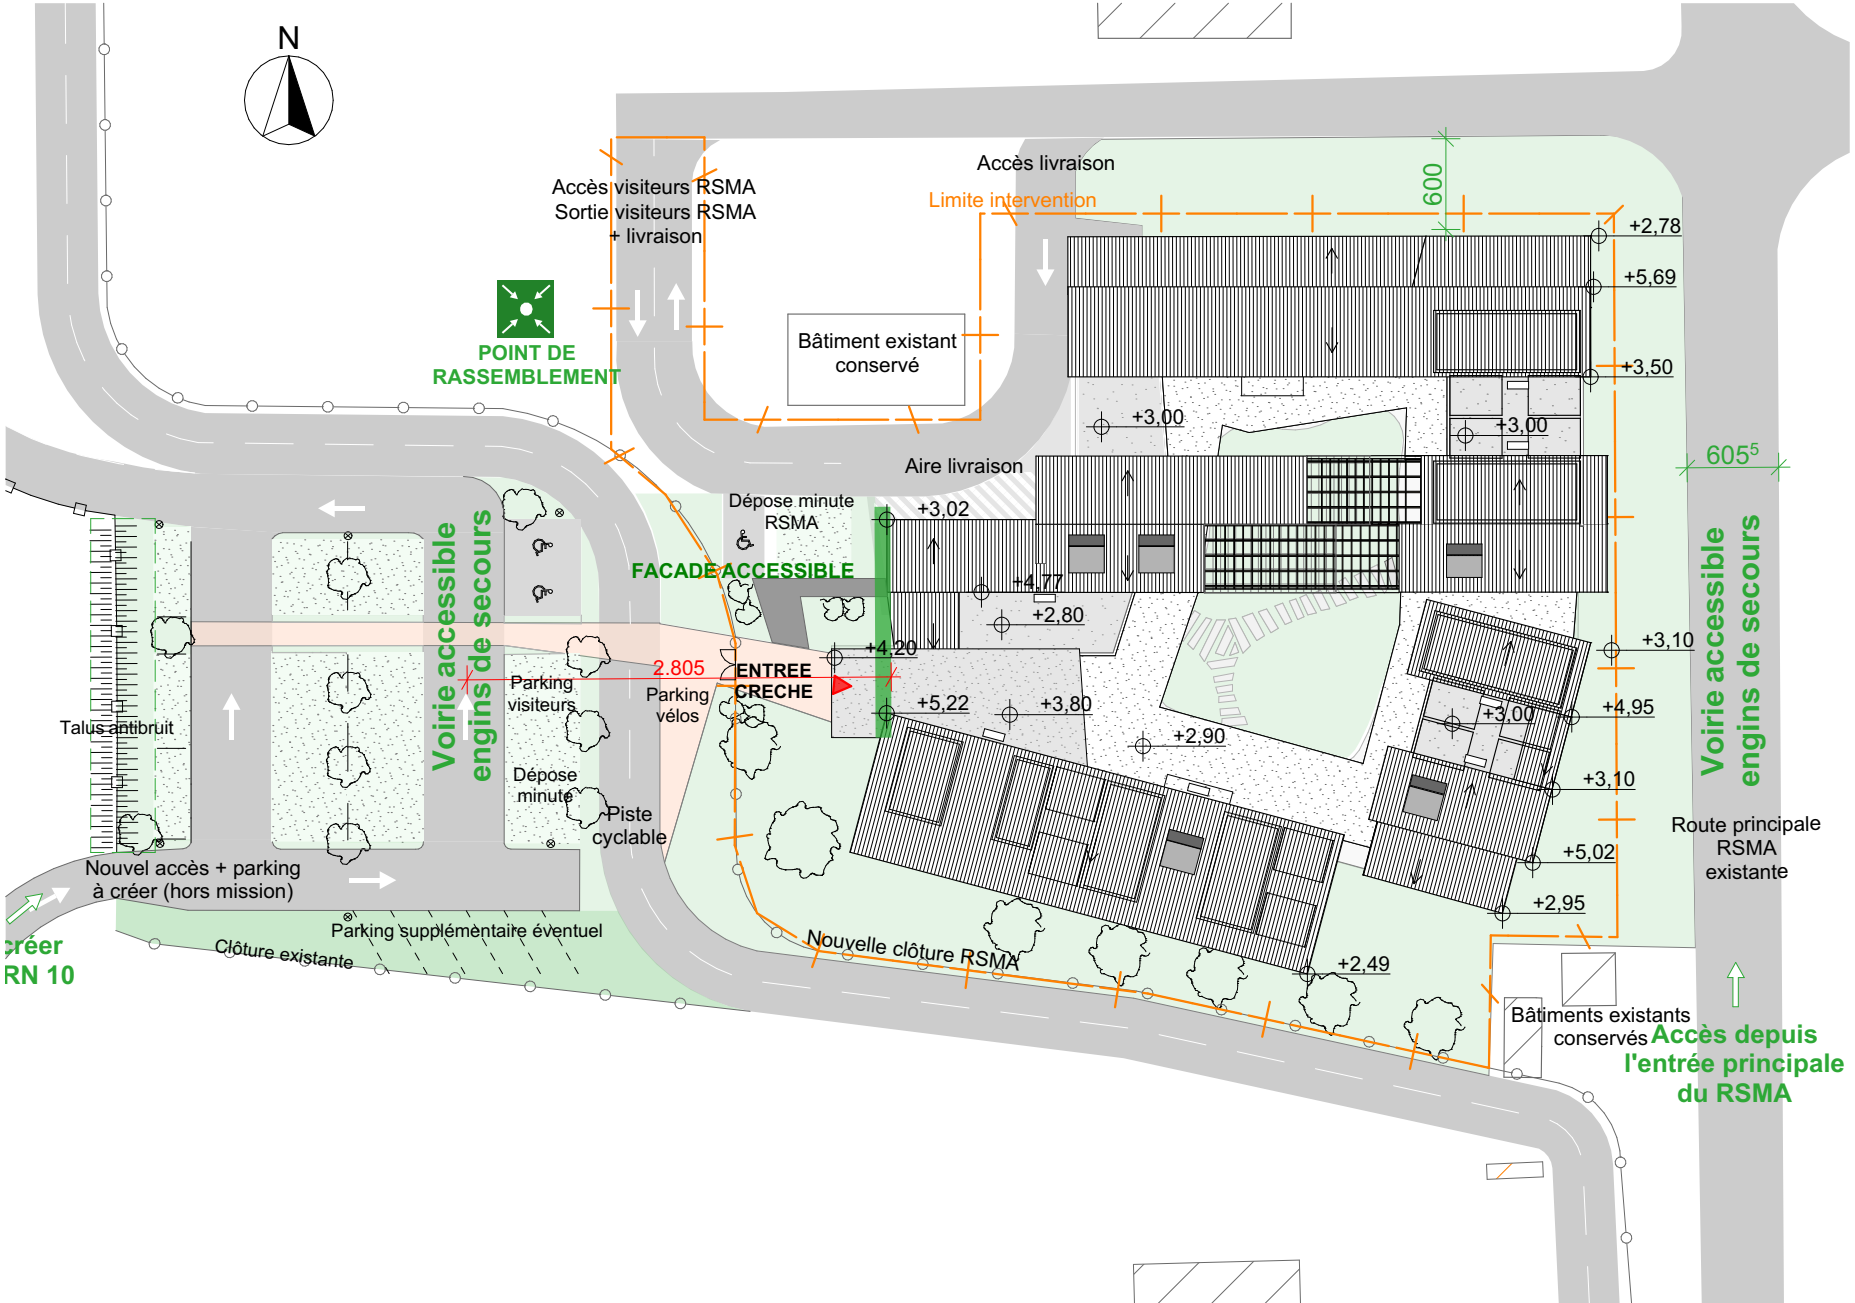 N
Accès visiteurs RSMA
Sortie visiteurs RSMA
+ livraison
Accès livraison
Limite intervention
600
+2,78
+5,69
+3,50
POINT DE
RASSEMBLEMENT
Bâtiment existant
conservé
+3,00
+3,00
Aire livraison
605⁵
Dépose minute
RSMA
+3,02
FACADE ACCESSIBLE
+4,77
+2,80
+4,20
+3,10
Voirie accessible
engins de secours
Voirie accessible
engins de secours
2.805
ENTREE
CRECHE
Parking
visiteurs
Parking
vélos
+5,22
+3,80
+2,90
+3,00
+4,95
+3,10
Talus antibruit
Dépose
minute
Piste
cyclable
Route principale
RSMA
existante
+5,02
+2,95
Nouvel accès + parking
à créer (hors mission)
Parking supplémentaire éventuel
Clôture existante
créer
RN 10
Nouvelle clôture RSMA
+2,49
Bâtiments existants
conservés
Accès depuis
l'entrée principale
du RSMA